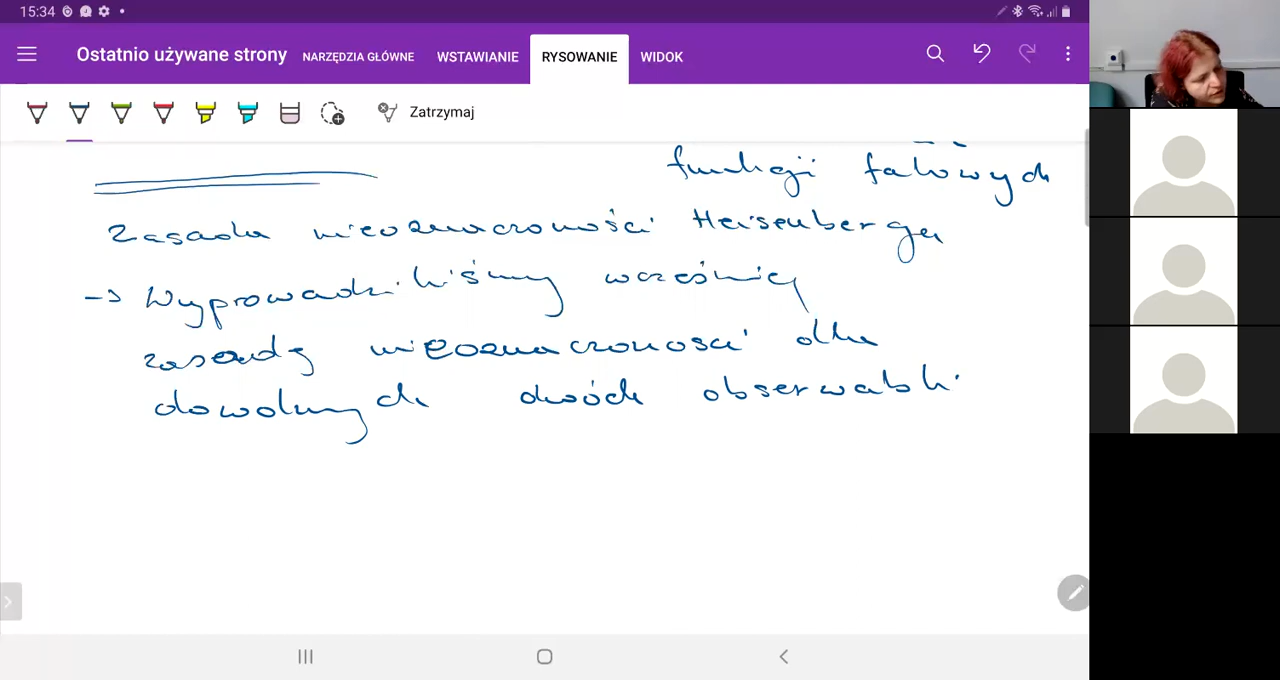 15:34
Ostatnio używane strony NARZĘDZIA GŁÓWNE WSTAWIANIE RYSOWANIE WIDOK
Zatrzymaj
funkcji falowych
Zasada nieoznaczoności Heisenberga
-> Wyprowadziliśmy wcześniej
zasadę nieoznaczonosci dla
dowolnych dwóch obserwabli